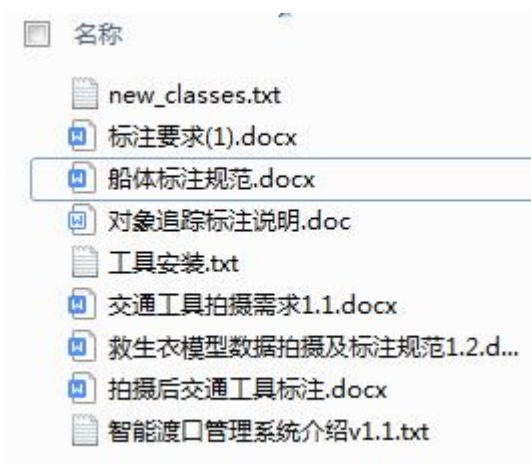 名称
new_classes.txt
标注要求(1).docx
船体标注规范.docx
对象追踪标注说明.doc
工具安装.txt
交通工具拍摄需求1.1.docx
救生衣模型数据拍摄及标注规范1.2.d...
拍摄后交通工具标注.docx
智能渡口管理系统介绍v1.1.txt